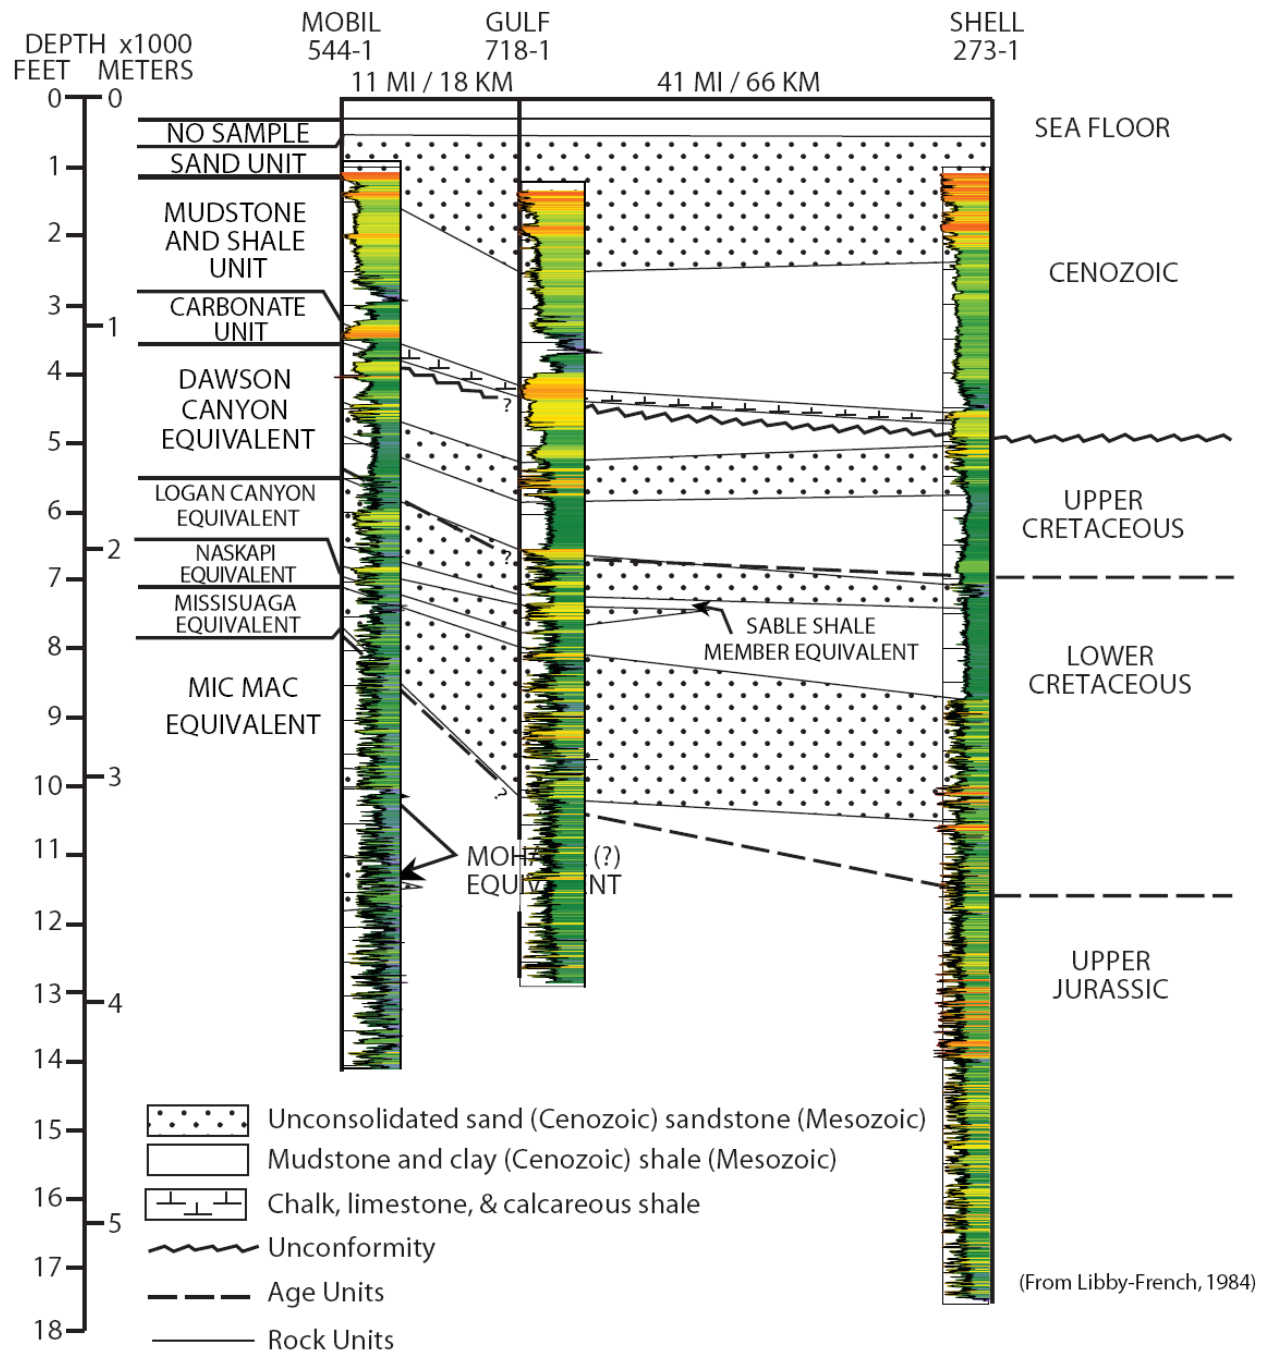 MOBIL
544-1
GULF
718-1
SHELL
273-1
DEPTH x1000
FEET METERS
11 MI / 18 KM
41 MI / 66 KM
0
0
1
2
3
1
4
5
6
2
7
8
9
10
3
11
12
13
4
14
15
16
5
17
18
NO SAMPLE
SAND UNIT
MUDSTONE
AND SHALE
UNIT
CARBONATE
UNIT
DAWSON
CANYON
EQUIVALENT
LOGAN CANYON
EQUIVALENT
NASKAPI
EQUIVALENT
MISSISUAGA
EQUIVALENT
MIC MAC
EQUIVALENT
?
?
?
SABLE SHALE
MEMBER EQUIVALENT
(?)
SEA FLOOR
CENOZOIC
UPPER
CRETACEOUS
LOWER
CRETACEOUS
UPPER
JURASSIC
Unconsolidated sand (Cenozoic) sandstone (Mesozoic)
Mudstone and clay (Cenozoic) shale (Mesozoic)
Chalk, limestone, & calcareous shale
Unconformity
Age Units
Rock Units
(From Libby-French, 1984)